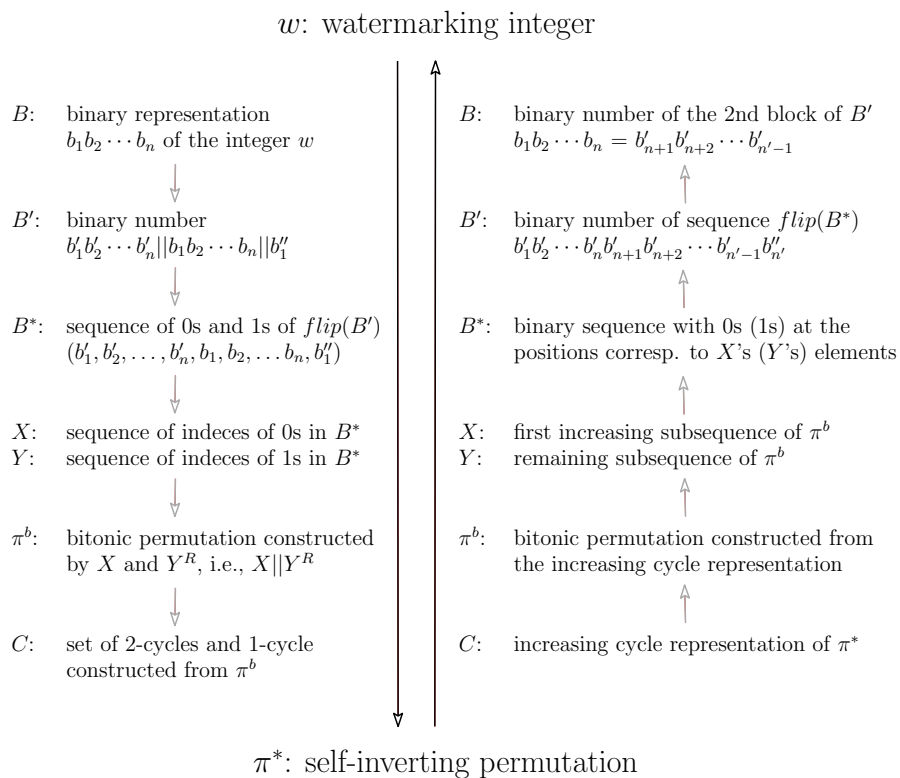 w: watermarking integer
B: binary representation
b₁b₂ ⋯ bₙ of the integer w
B′: binary number
b′₁b′₂ ⋯ b′ₙ||b₁b₂ ⋯ bₙ||b″₁
B*: sequence of 0s and 1s of flip(B′)
(b′₁, b′₂, . . . , b′ₙ, b₁, b₂, . . . bₙ, b″₁)
X: sequence of indeces of 0s in B*
Y: sequence of indeces of 1s in B*
πᵇ: bitonic permutation constructed
by X and Yᴿ, i.e., X||Yᴿ
C: set of 2-cycles and 1-cycle
constructed from πᵇ
B: binary number of the 2nd block of B′
b₁b₂ ⋯ bₙ = b′ₙ₊₁b′ₙ₊₂ ⋯ b′ₙ′₋₁
B′: binary number of sequence flip(B*)
b′₁b′₂ ⋯ b′ₙb′ₙ₊₁b′ₙ₊₂ ⋯ b′ₙ′₋₁b″ₙ′
B*: binary sequence with 0s (1s) at the
positions corresp. to X's (Y's) elements
X: first increasing subsequence of πᵇ
Y: remaining subsequence of πᵇ
πᵇ: bitonic permutation constructed from
the increasing cycle representation
C: increasing cycle representation of π*
π*: self-inverting permutation